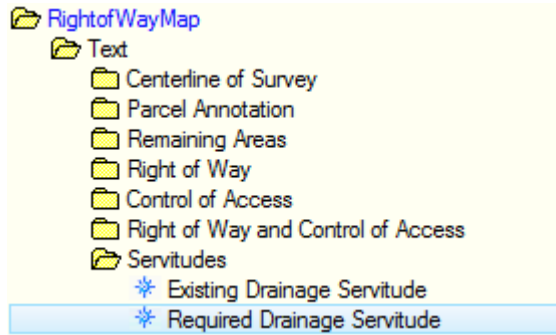 RightofWayMap
Text
Centerline of Survey
Parcel Annotation
Remaining Areas
Right of Way
Control of Access
Right of Way and Control of Access
Servitudes
Existing Drainage Servitude
Required Drainage Servitude